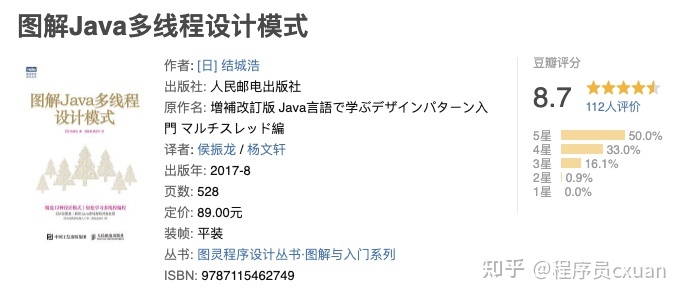 图解Java多线程设计模式
图解Java多线程
设计模式
作者: [日] 结城浩
出版社: 人民邮电出版社
原作名: 増補改訂版 Java言語で学ぶデザインパターン入
門 マルチスレッド編
译者: 侯振龙 / 杨文轩
出版年: 2017-8
页数: 528
定价: 89.00元
装帧: 平装
丛书: 图灵程序设计丛书·图解与入门系列
ISBN: 9787115462749
豆瓣评分
8.7
112人评价
5星 50.0%
4星 33.0%
3星 16.1%
2星 0.9%
1星 0.0%
知乎 @程序员cxuan